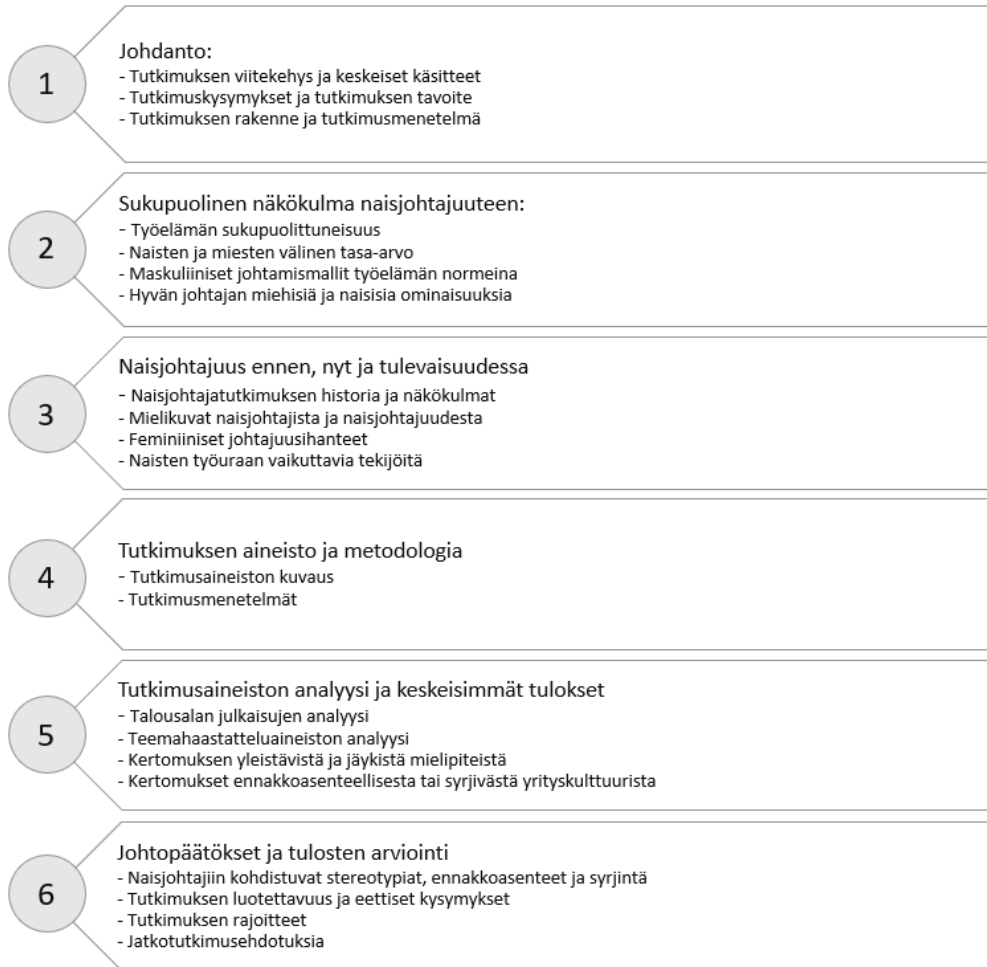 1
Johdanto:
- Tutkimuksen viitekehys ja keskeiset käsitteet
- Tutkimuskysymykset ja tutkimuksen tavoite
- Tutkimuksen rakenne ja tutkimusmenetelmä
2
Sukupuolinen näkökulma naisjohtajuuteen:
- Työelämän sukupuolittuneisuus
- Naisten ja miesten välinen tasa-arvo
- Maskuliiniset johtamismallit työelämän normeina
- Hyvän johtajan miehisiä ja naisisia ominaisuuksia
3
Naisjohtajuus ennen, nyt ja tulevaisuudessa
- Naisjohtajatutkimuksen historia ja näkökulmat
- Mielikuvat naisjohtajista ja naisjohtajuudesta
- Feminiiniset johtajuusihanteet
- Naisten työuraan vaikuttavia tekijöitä
4
Tutkimuksen aineisto ja metodologia
- Tutkimusaineiston kuvaus
- Tutkimusmenetelmät
5
Tutkimusaineiston analyysi ja keskeisimmät tulokset
- Talousalan julkaisujen analyysi
- Teemahaastatteluaineiston analyysi
- Kertomuksen yleistävistä ja jäykistä mielipiteistä
- Kertomukset ennakkoasenteellisesta tai syrjivästä yrityskulttuurista
6
Johtopäätökset ja tulosten arviointi
- Naisjohtajiin kohdistuvat stereotypiat, ennakkoasenteet ja syrjintä
- Tutkimuksen luotettavuus ja eettiset kysymykset
- Tutkimuksen rajoitteet
- Jatkotutkimusehdotuksia